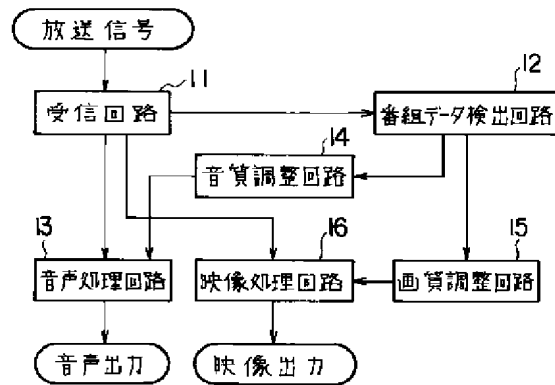 放送信号
11
受信回路
12
番組データ検出回路
14
音質調整回路
13
音声処理回路
16
映像処理回路
15
画質調整回路
音声出力
映像出力